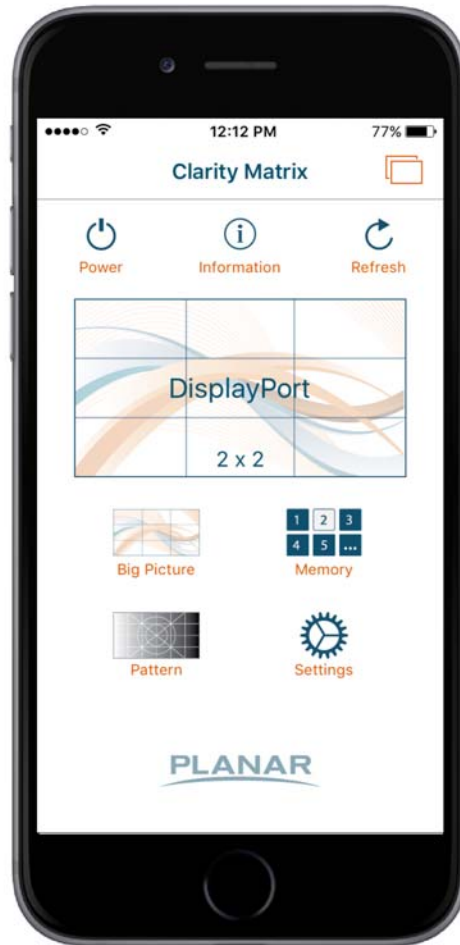 12:12 PM 77%
Clarity Matrix
Power Information Refresh
DisplayPort
2 x 2
1 2 3
4 5 ...
Big Picture Memory
Pattern Settings
PLANAR